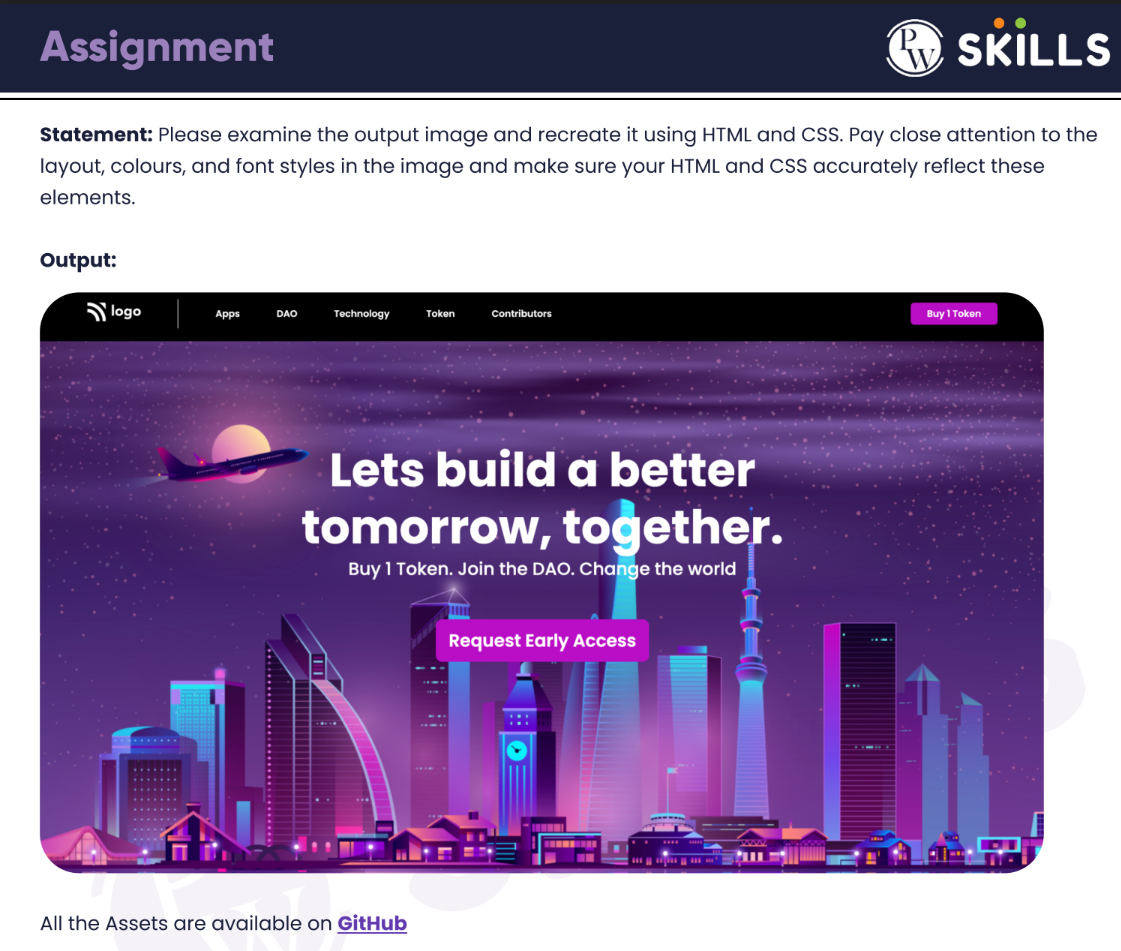 Assignment
PW SKILLS
Statement: Please examine the output image and recreate it using HTML and CSS. Pay close attention to the
layout, colours, and font styles in the image and make sure your HTML and CSS accurately reflect these
elements.
Output:
logo Apps DAO Technology Token Contributors Buy 1 Token
Lets build a better
tomorrow, together.
Buy 1 Token. Join the DAO. Change the world
Request Early Access
All the Assets are available on GitHub